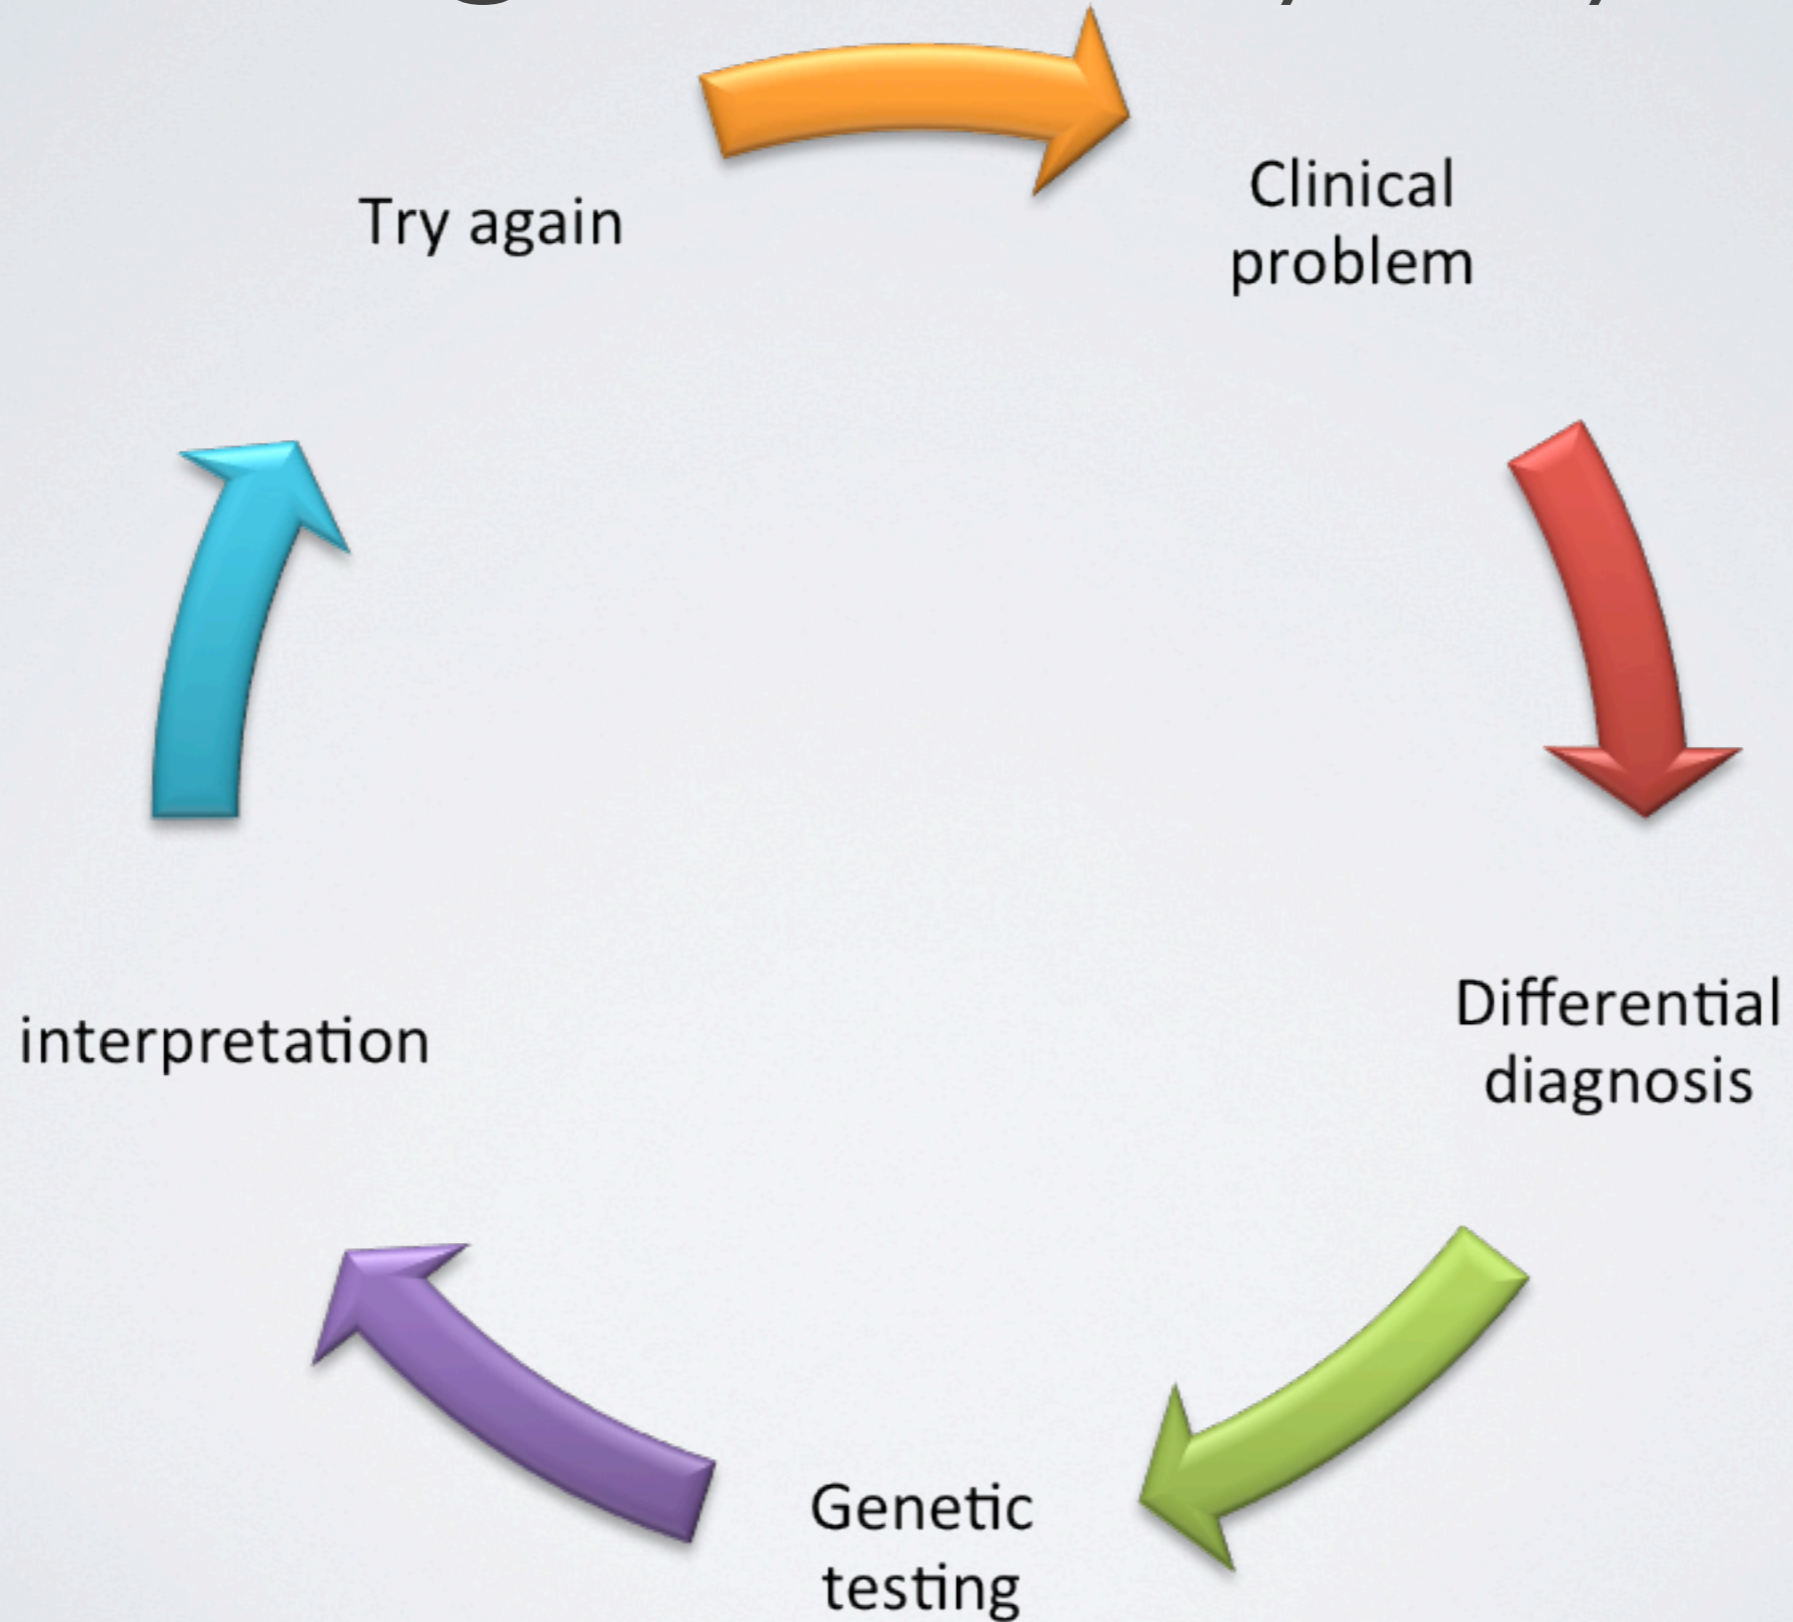 Try again
Clinical
problem
Differential
diagnosis
Genetic
testing
interpretation